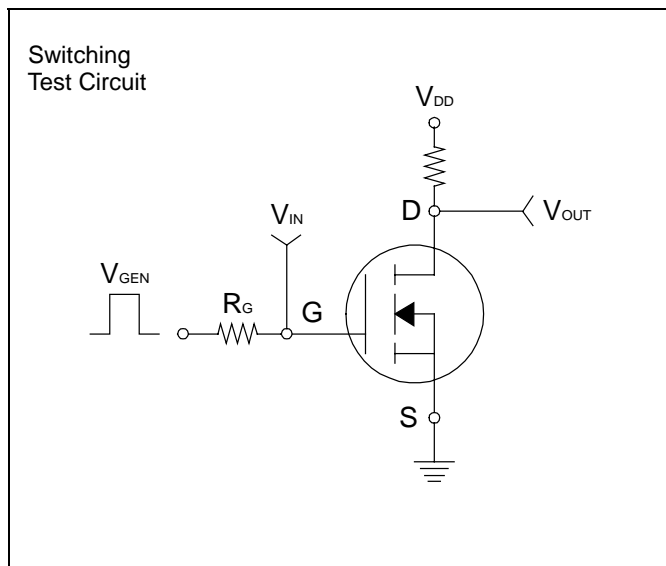 Switching
Test Circuit
VDD
D
VOUT
VIN
VGEN
RG
G
S